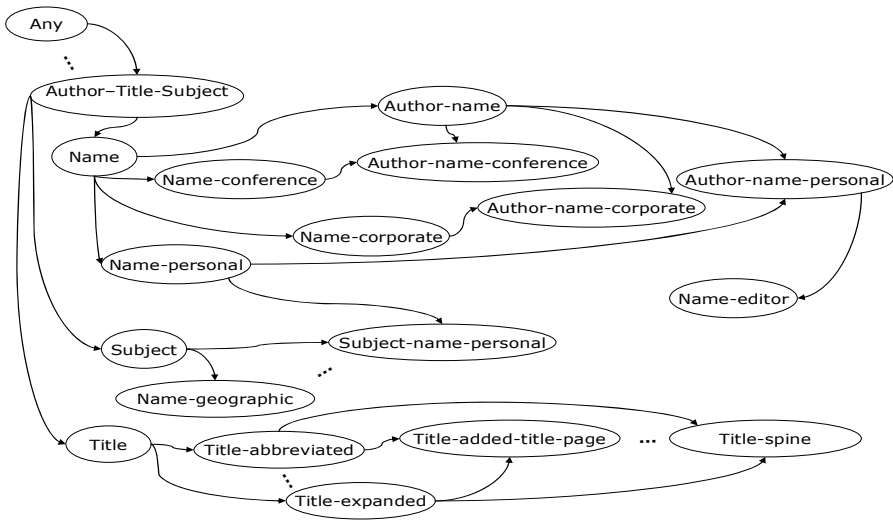 Any
...
Author–Title-Subject
Author-name
Name
Author-name-conference
Name-conference
Author-name-personal
Author-name-corporate
Name-corporate
Name-personal
Name-editor
Subject
Subject-name-personal
...
Name-geographic
Title
Title-abbreviated
Title-added-title-page
...
Title-spine
...
Title-expanded